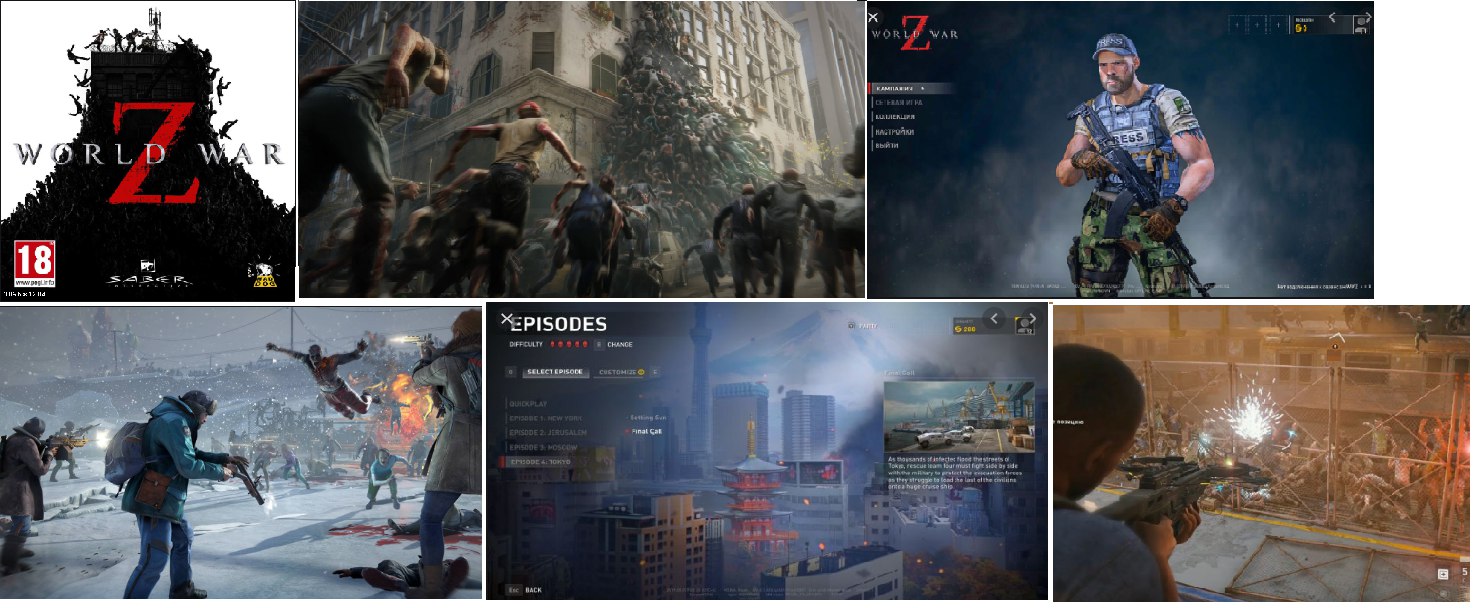 WORLD WAR
Z
18
www.pegi.info
SABER
WORLD WAR
Z
КАМПАНИЯ
СЕТЕВАЯ ИГРА
КОЛЛЕКЦИЯ
НАСТРОЙКИ
ВЫЙТИ
PRESS
EPISODES
PARTY
200
DIFFICULTY
CHANGE
SELECT EPISODE
CUSTOMIZE
Final Call
QUICKPLAY
EPISODE 1: NEW YORK
Setting Sun
EPISODE 2: JERUSALEM
Final Call
EPISODE 3: MOSCOW
EPISODE 4: TOKYO
As thousands of infected flood the streets of
Tokyo, rescue team four must fight side by side
with the military to protect the evacuation forces
as they struggle to load the last of the civilians
onto a huge cruise ship.
Esc BACK
5